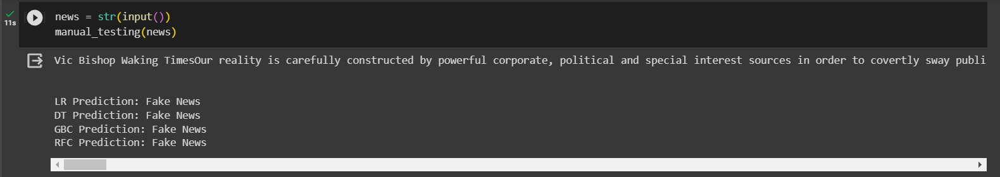 news = str(input())
11s
manual_testing(news)
Vic Bishop Waking TimesOur reality is carefully constructed by powerful corporate, political and special interest sources in order to covertly sway publi
LR Prediction: Fake News
DT Prediction: Fake News
GBC Prediction: Fake News
RFC Prediction: Fake News